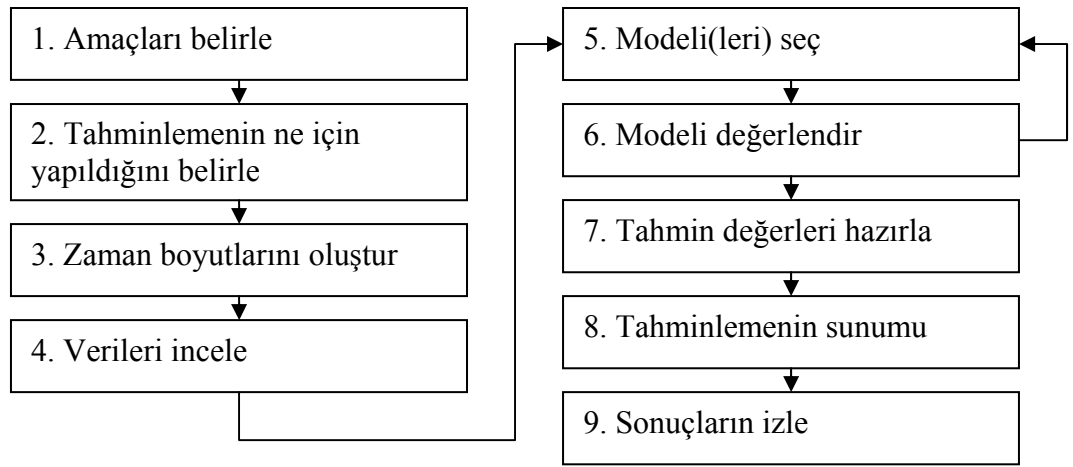 1. Amaçları belirle
2. Tahminlemenin ne için
yapıldığını belirle
3. Zaman boyutlarını oluştur
4. Verileri incele
5. Modeli(leri) seç
6. Modeli değerlendir
7. Tahmin değerleri hazırla
8. Tahminlemenin sunumu
9. Sonuçların izle